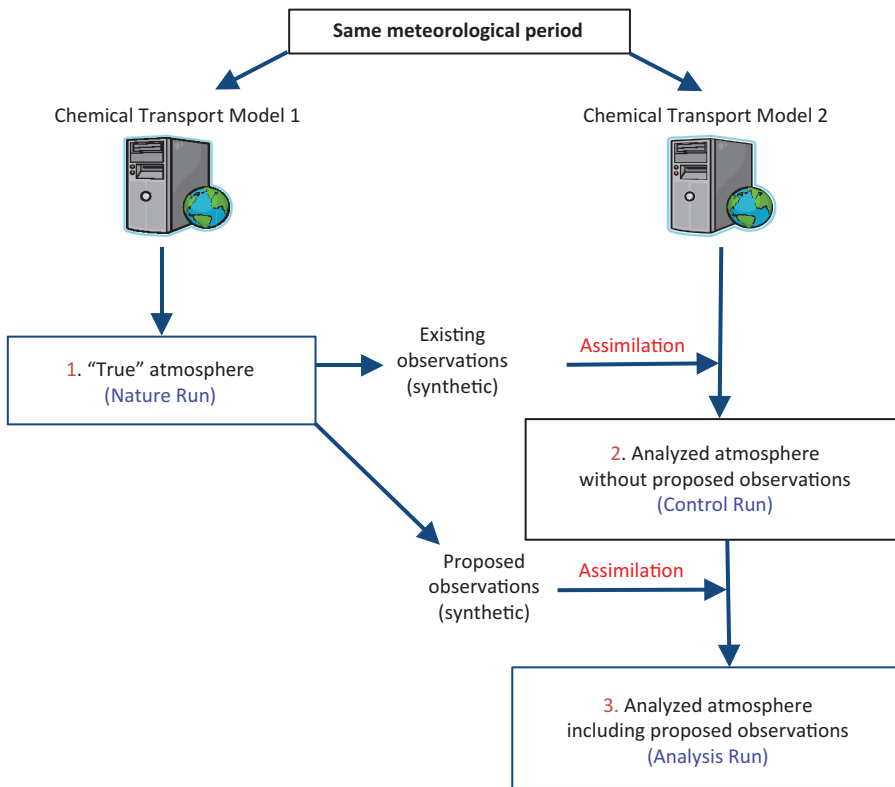 Same meteorological period
Chemical Transport Model 1
Chemical Transport Model 2
1. “True” atmosphere
(Nature Run)
Existing
observations
(synthetic)
Assimilation
2. Analyzed atmosphere
without proposed observations
(Control Run)
Proposed
observations
(synthetic)
Assimilation
3. Analyzed atmosphere
including proposed observations
(Analysis Run)